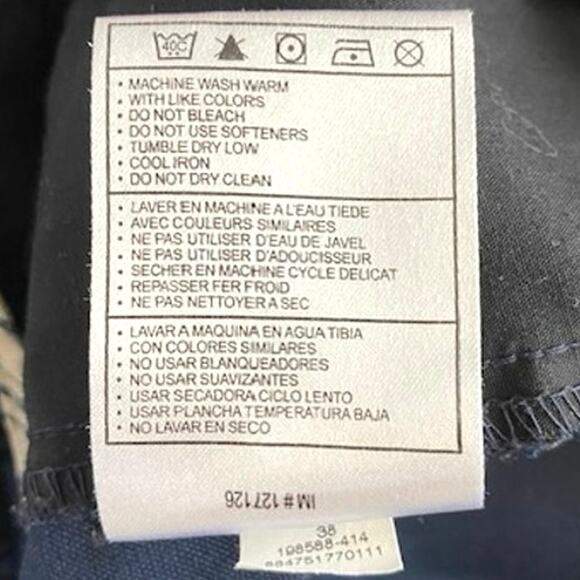 40C
• MACHINE WASH WARM
• WITH LIKE COLORS
• DO NOT BLEACH
• DO NOT USE SOFTENERS
• TUMBLE DRY LOW
• COOL IRON
• DO NOT DRY CLEAN
• LAVER EN MACHINE A L'EAU TIEDE
• AVEC COULEURS SIMILAIRES
• NE PAS UTILISER D'EAU DE JAVEL
• NE PAS UTILISER D'ADOUCISSEUR
• SECHER EN MACHINE CYCLE DELICAT
• REPASSER FER FROID
• NE PAS NETTOYER A SEC
• LAVAR A MAQUINA EN AGUA TIBIA
• CON COLORES SIMILARES
• NO USAR BLANQUEADORES
• NO USAR SUAVIZANTES
• USAR SECADORA CICLO LENTO
• USAR PLANCHA TEMPERATURA BAJA
• NO LAVAR EN SECO
IM # 127126
38
198588-414
884751770111